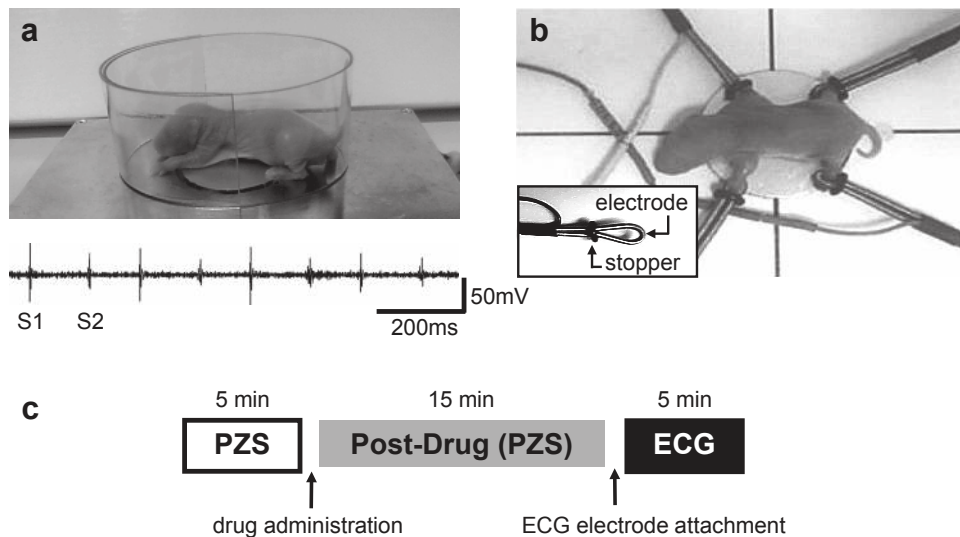 a
b
electrode
stopper
50mV
S1 S2
200ms
c
5 min 15 min 5 min
PZS Post-Drug (PZS) ECG
drug administration ECG electrode attachment